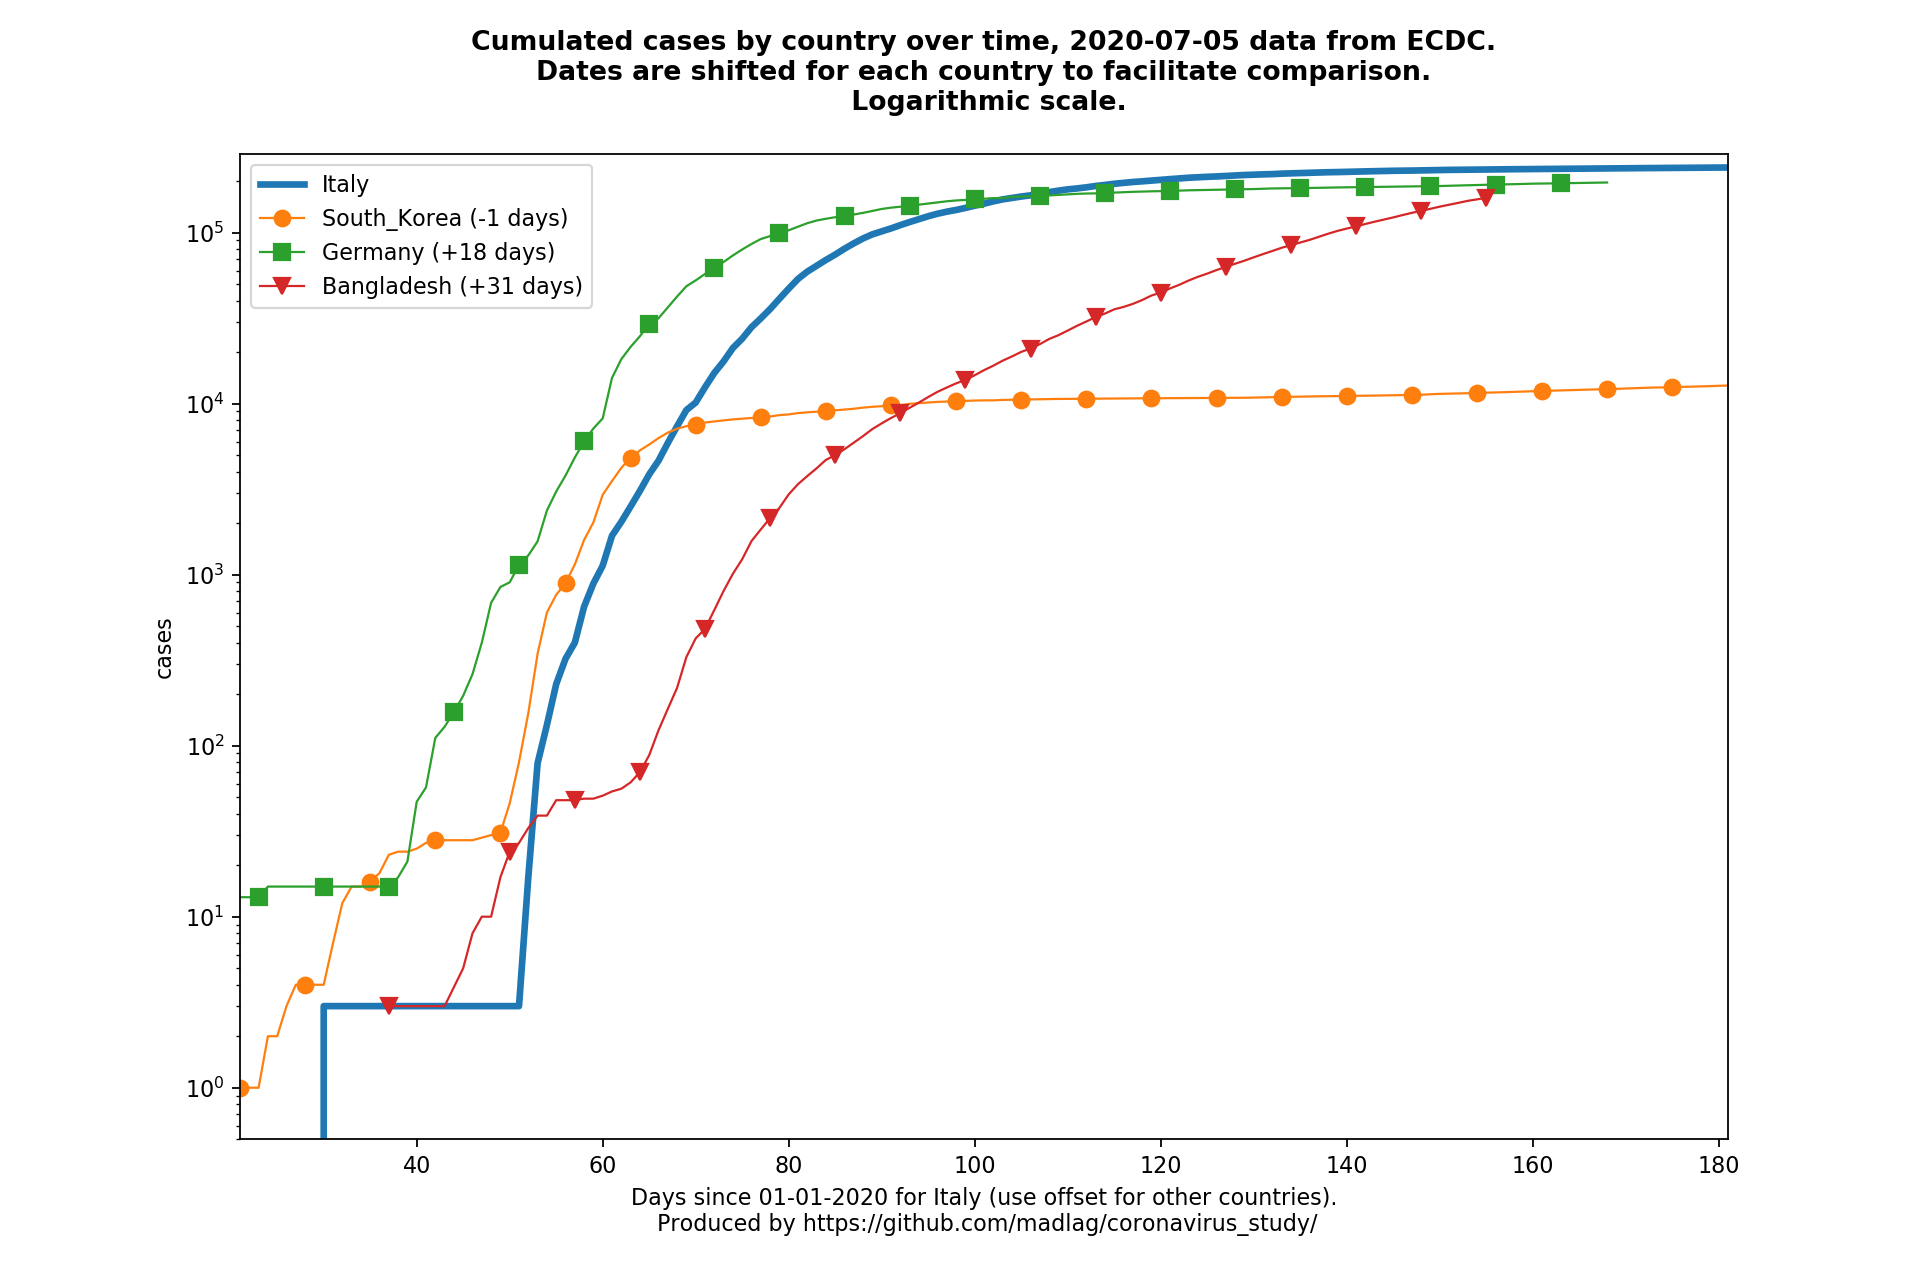 Cumulated cases by country over time, 2020-07-05 data from ECDC.
Dates are shifted for each country to facilitate comparison.
Logarithmic scale.
Italy
South_Korea (-1 days)
Germany (+18 days)
Bangladesh (+31 days)
10^5
10^4
10^3
10^2
10^1
10^0
cases
40 60 80 100 120 140 160 180
Days since 01-01-2020 for Italy (use offset for other countries).
Produced by https://github.com/madlag/coronavirus_study/